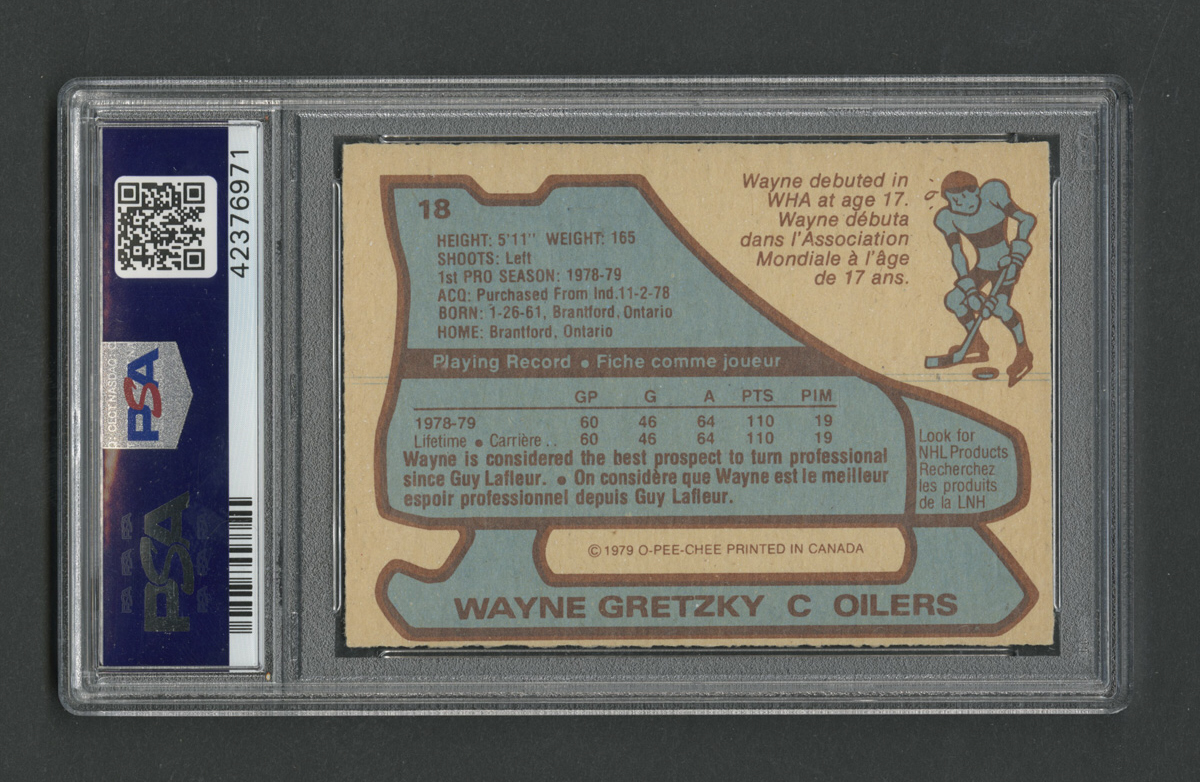 42376971
PSA
PSA
18
HEIGHT: 5'11" WEIGHT: 165
SHOOTS: Left
1st PRO SEASON: 1978-79
ACQ: Purchased From Ind.11-2-78
BORN: 1-26-61, Brantford, Ontario
HOME: Brantford, Ontario
Wayne debuted in
WHA at age 17.
Wayne débuta
dans l'Association
Mondiale à l'âge
de 17 ans.
Playing Record • Fiche comme joueur
GP G A PTS PIM
1978-79 60 46 64 110 19
Lifetime • Carrière .. 60 46 64 110 19
Wayne is considered the best prospect to turn professional
since Guy Lafleur. • On considère que Wayne est le meilleur
espoir professionnel depuis Guy Lafleur.
Look for
NHL Products
Recherchez
les produits
de la LNH
© 1979 O-PEE-CHEE PRINTED IN CANADA
WAYNE GRETZKY C OILERS